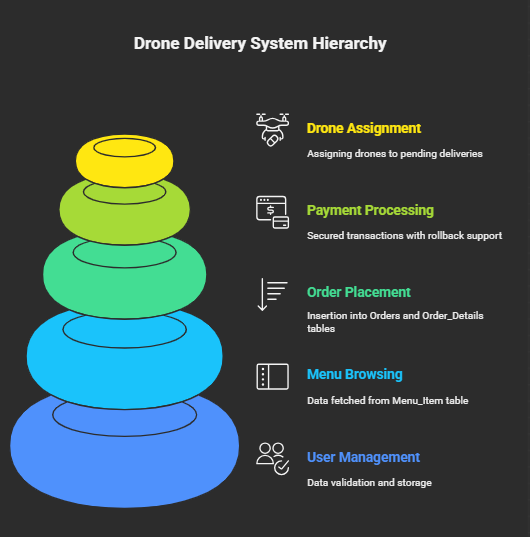 Drone Delivery System Hierarchy
Drone Assignment
Assigning drones to pending deliveries
$
Payment Processing
Secured transactions with rollback support
Order Placement
Insertion into Orders and Order_Details
tables
Menu Browsing
Data fetched from Menu_Item table
User Management
Data validation and storage